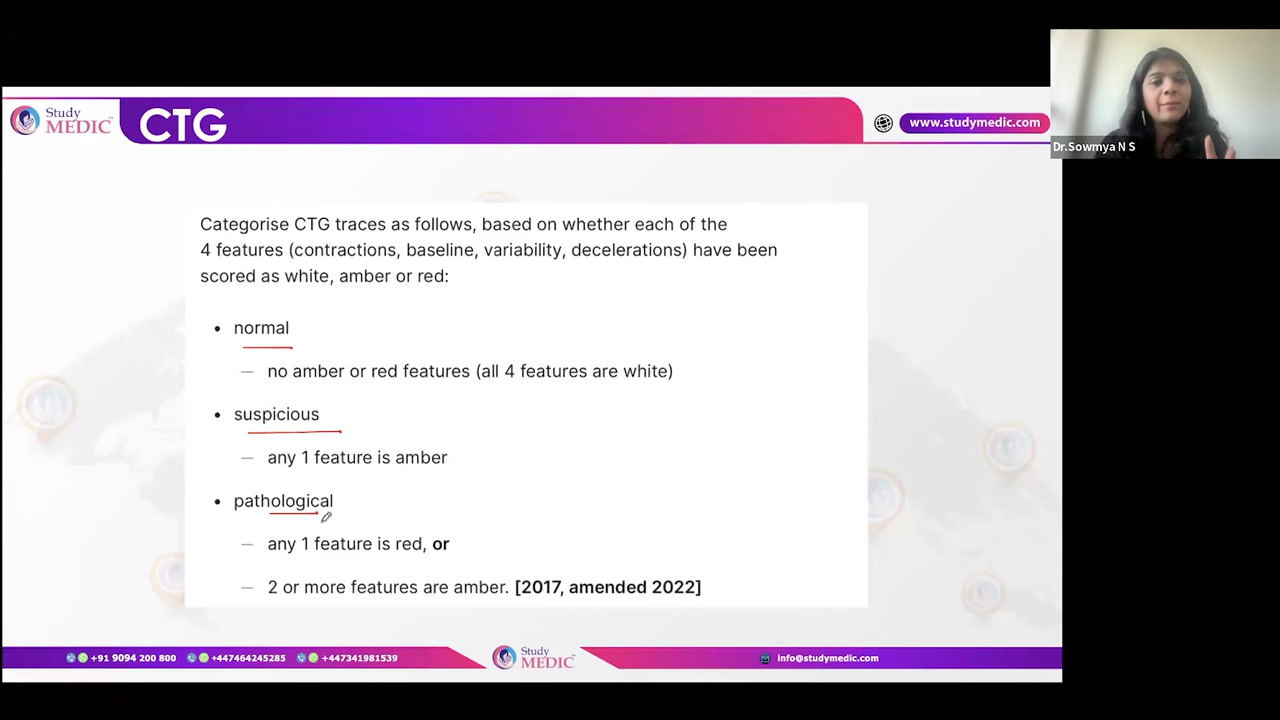 Study
MEDIC
CTG
www.studymedic.com
Dr.Sowmya N S
Categorise CTG traces as follows, based on whether each of the
4 features (contractions, baseline, variability, decelerations) have been
scored as white, amber or red:
• normal
— no amber or red features (all 4 features are white)
• suspicious
— any 1 feature is amber
• pathological
— any 1 feature is red, or
— 2 or more features are amber. [2017, amended 2022]
+91 9094 200 800 +447464245285 +447341981539
Study
MEDIC
info@studymedic.com